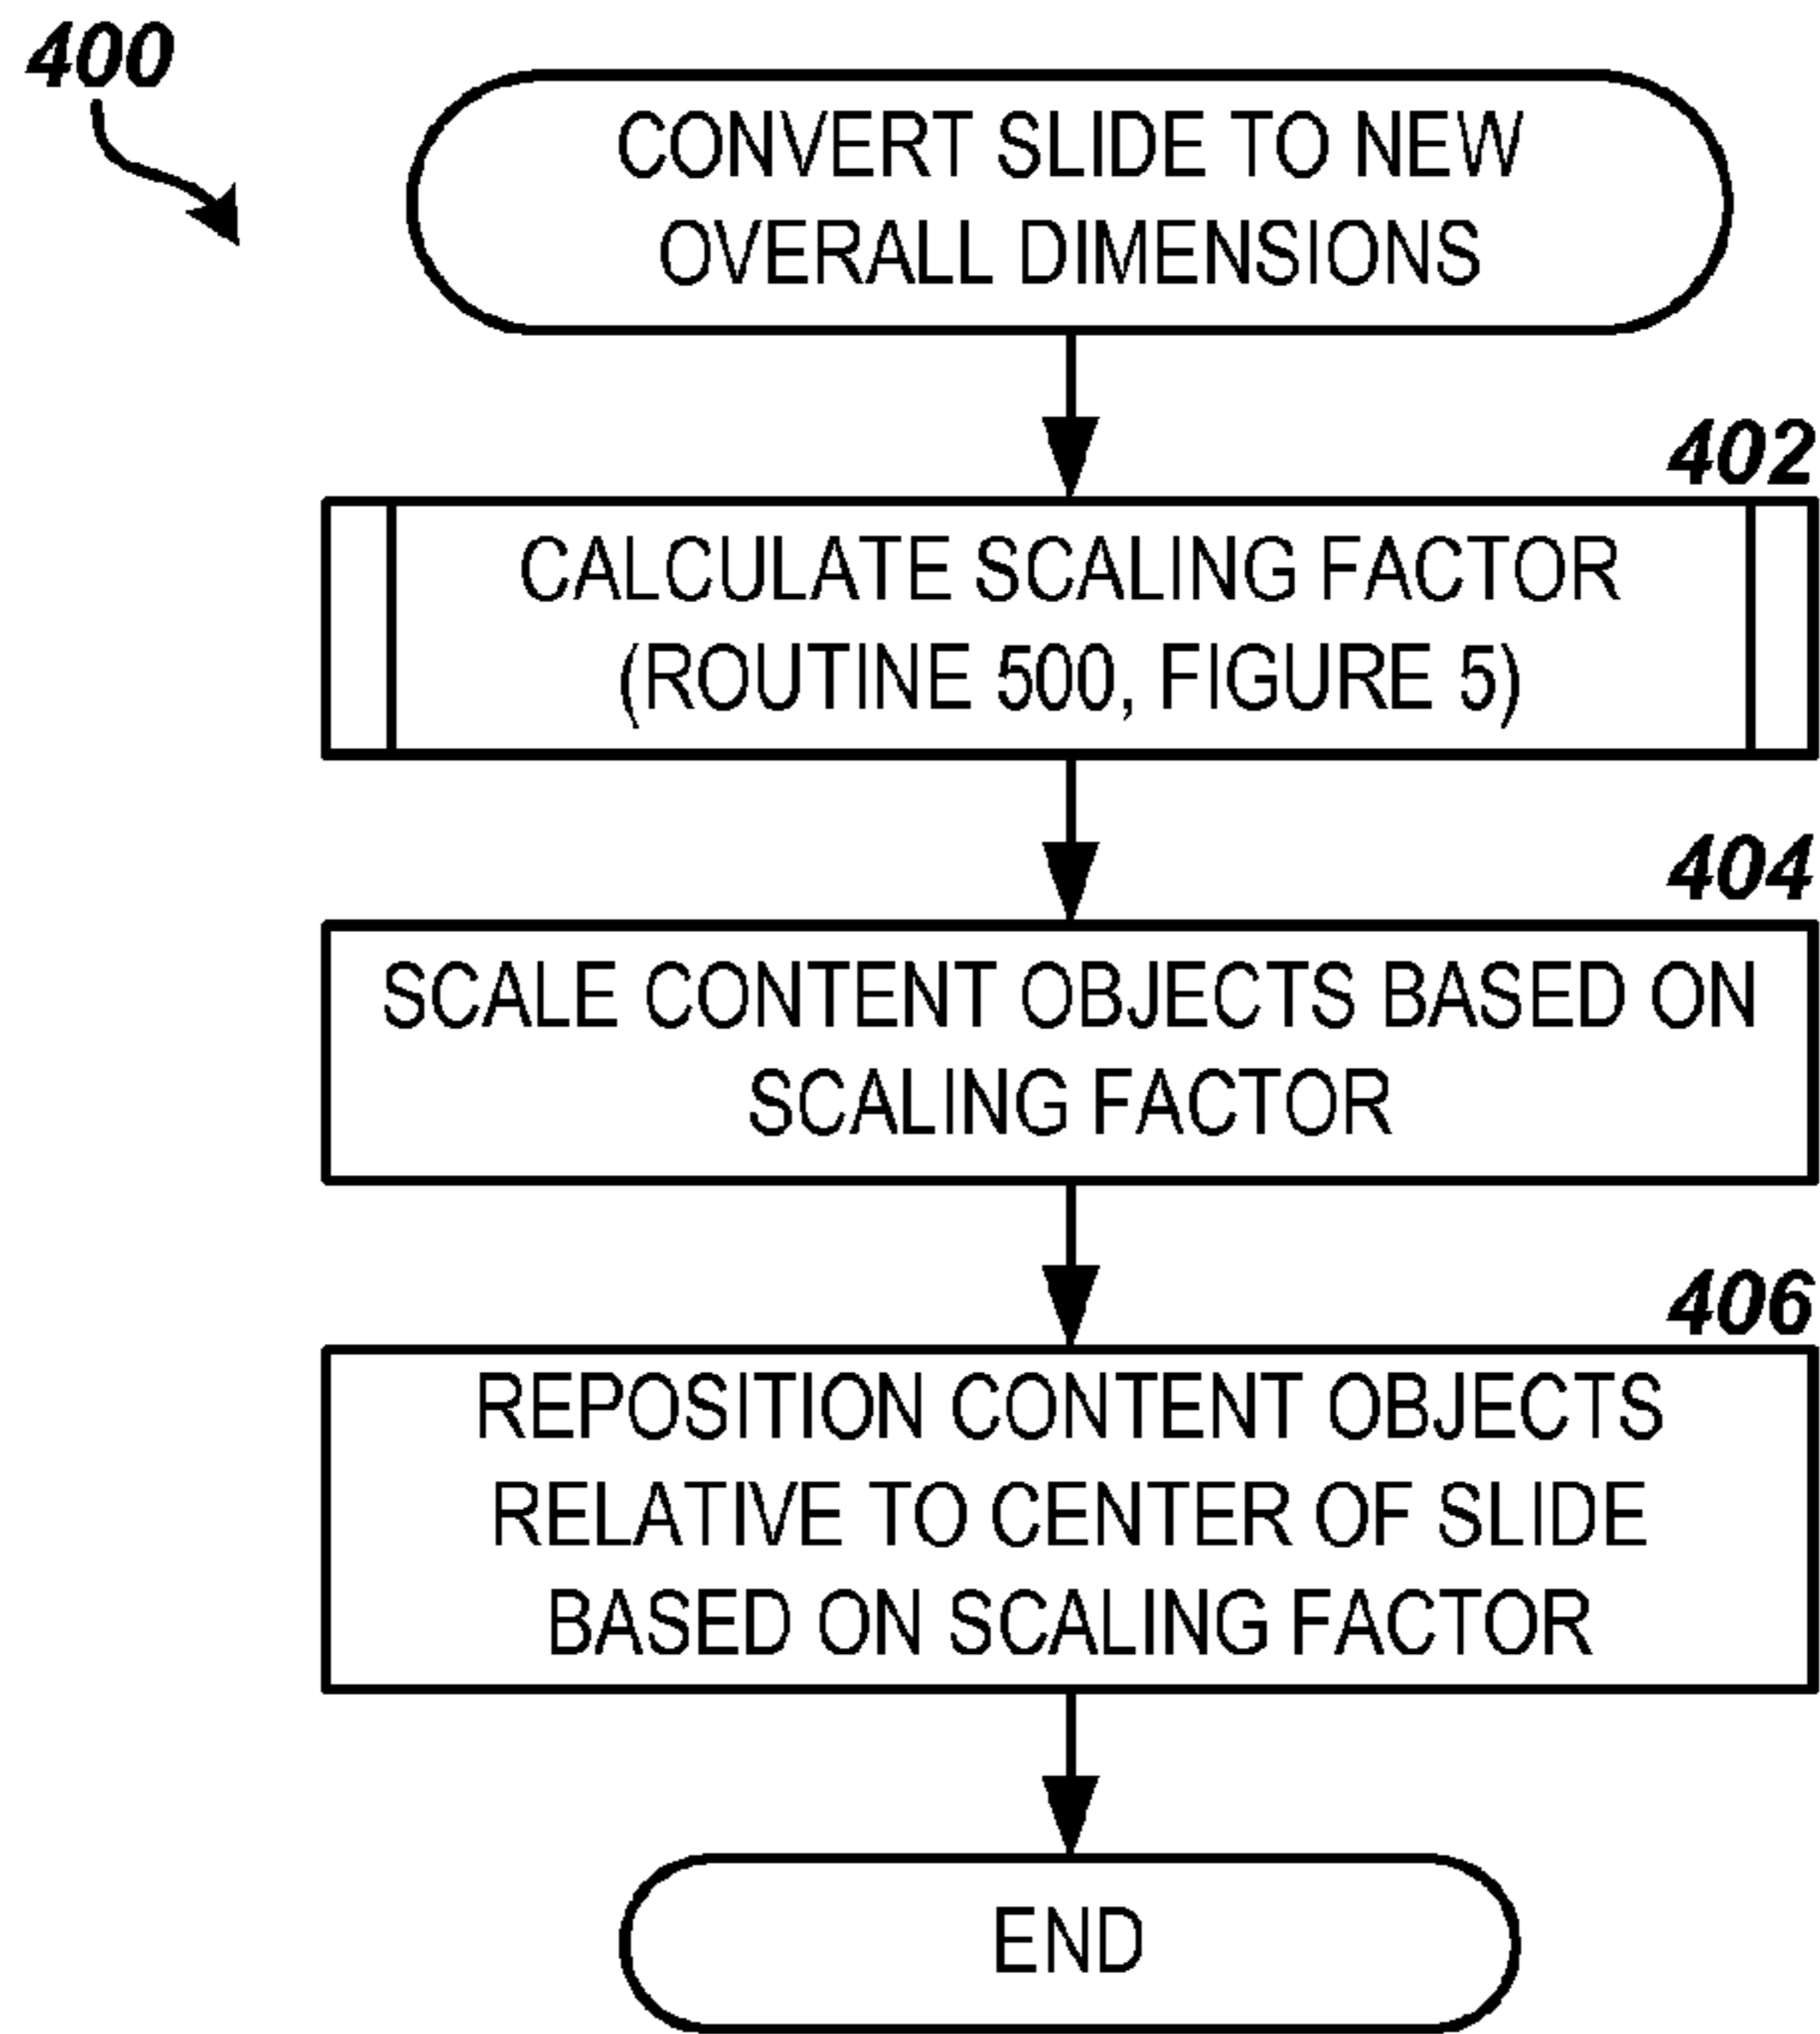 400
CONVERT SLIDE TO NEW
OVERALL DIMENSIONS
402
CALCULATE SCALING FACTOR
(ROUTINE 500, FIGURE 5)
404
SCALE CONTENT OBJECTS BASED ON
SCALING FACTOR
406
REPOSITION CONTENT OBJECTS
RELATIVE TO CENTER OF SLIDE
BASED ON SCALING FACTOR
END